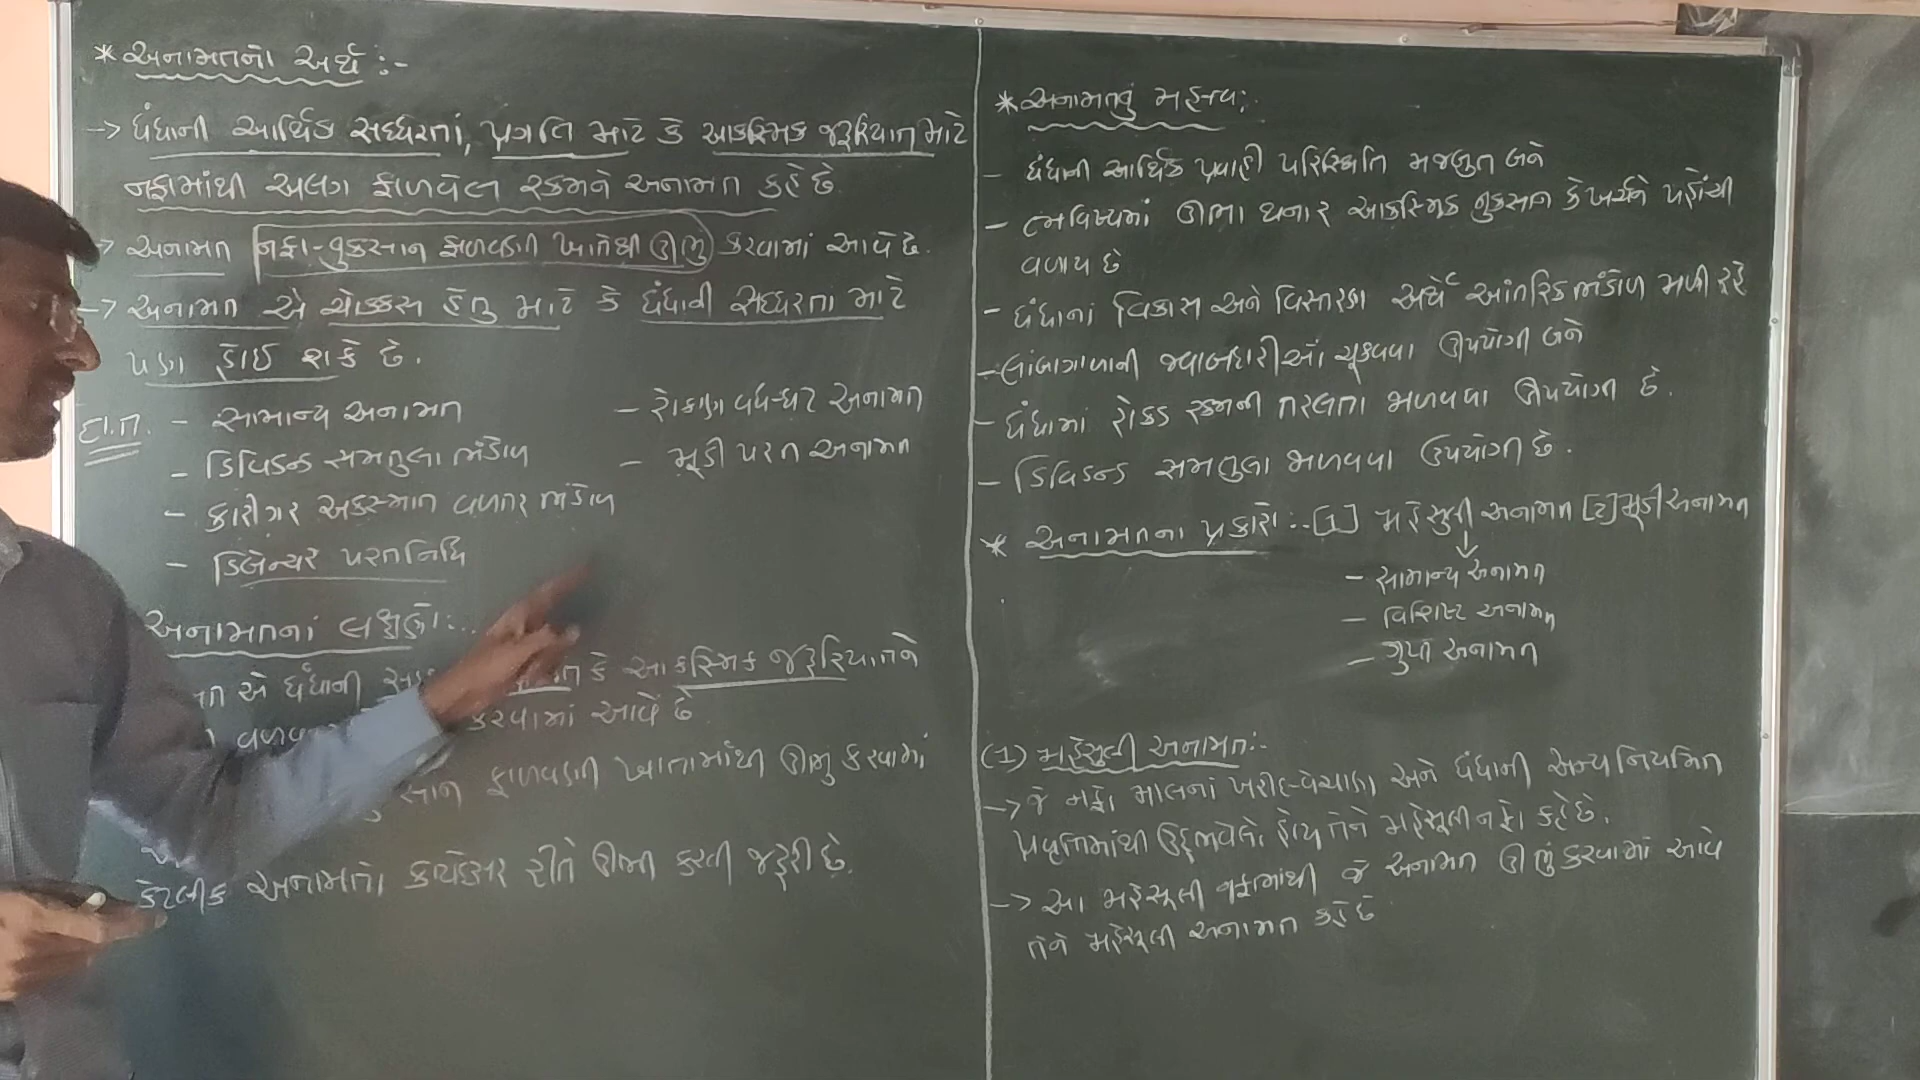 * અનામતનો અર્થ :-
-> ધંધાની આર્થિક સધ્ધરતાં, પ્રગતિ માટે કે આકસ્મિક જરૂરિયાત માટે
નફામાંથી અલગ ફાળવેલ રકમને અનામત કહે છે.
-> અનામત નફા-નુકસાન ફાળવણી ખાતેથી ઊભુ કરવામાં આવે છે.
-> અનામત એ ચોક્કસ હેતુ માટે કે ધંધાની સધ્ધરતા માટે
પણ હોઈ શકે છે.
દા.ત. - સામાન્ય અનામત - રોકાણ વધ-ઘટ અનામત
- ડિવિડન્ડ સમતુલા ભંડોળ - મૂડી પરત અનામત
- કારીગર અકસ્માત વળતર ભંડોળ
- ડિબેન્ચર પરતનિધિ
અનામતનાં લક્ષણો :-
એ ધંધાની કે આકસ્મિક જરૂરિયાતને
કરવામાં આવે છે
ફાળવણી ખાતામાંથી ઊભુ કરવામાં
કેટલીક અનામતો કાયદેસર રીતે ઊભી કરવી જરૂરી છે.
* અનામતનું મહત્વ :-
- ધંધાની આર્થિક પ્રવાહી પરિસ્થિતિ મજબુત બને
- ભવિષ્યમાં ઊભા થનાર આકસ્મિક નુકસાન કે ખર્ચને પહોંચી
વળાય છે
- ધંધાનાં વિકાસ અને વિસ્તરણ અર્થે આંતરિક ભંડોળ મળી રહે
- લાંબાગાળાની જવાબદારીઓ ચૂકવવા ઊપયોગી બને
- ધંધામાં રોકડ રકમની તરલતા જાળવવા ઊપયોગી છે.
- ડિવિડન્ડ સમતુલા જાળવવા ઉપયોગી છે.
* અનામતના પ્રકારો :- [1] મહેસુલી અનામત [2] મૂડી અનામત
- સામાન્ય અનામત
- વિશિષ્ટ અનામત
- ગુપ્ત અનામત
(1) મહેસુલી અનામત :-
-> જે નફો માલનાં ખરીદ-વેચાણ અને ધંધાની અન્ય નિયમિત
પ્રવૃત્તિમાંથી ઉદ્દભવેલો હોય તેને મહેસૂલી નફો કહે છે.
-> આ મહેસૂલી નફામાંથી જે અનામત ઊભું કરવામાં આવે
તેને મહેસૂલી અનામત કહે છે